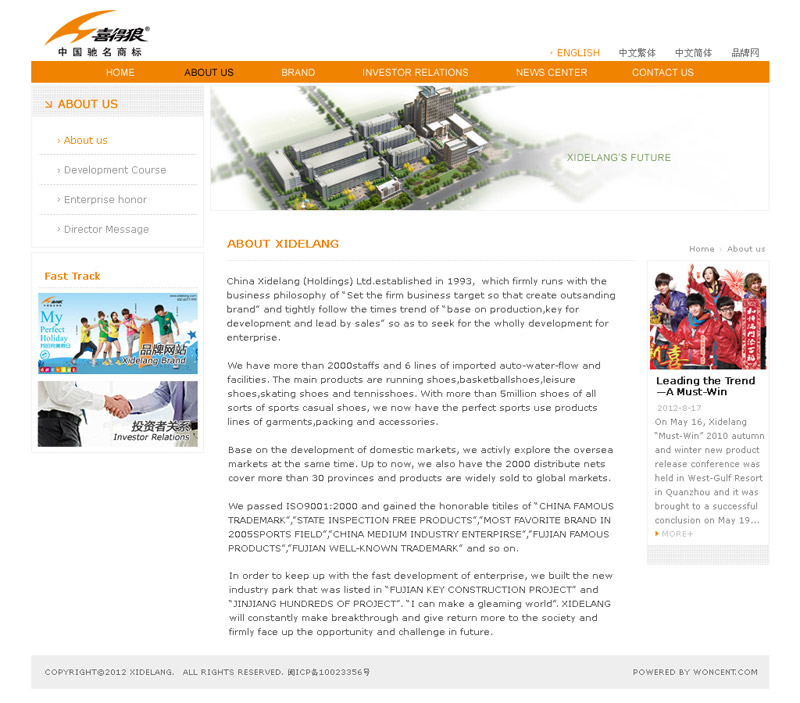 喜得狼®
中国驰名商标
ENGLISH 中文繁体 中文简体 品牌网
HOME ABOUT US BRAND INVESTOR RELATIONS NEWS CENTER CONTACT US
ABOUT US
About us
Development Course
Enterprise honor
Director Message
XIDELANG'S FUTURE
Fast Track
My
Perfect
Holiday
品牌网站
Xidelang Brand
投资者关系
Investor Relations
ABOUT XIDELANG
Home › About us
China Xidelang (Holdings) Ltd.established in 1993, which firmly runs with the
business philosophy of "Set the firm business target so that create outsanding
brand" and tightly follow the times trend of "base on production,key for
development and lead by sales" so as to seek for the wholly development for
enterprise.
We have more than 2000staffs and 6 lines of imported auto-water-flow and
facilities. The main products are running shoes,basketballshoes,leisure
shoes,skating shoes and tennisshoes. With more than 5million shoes of all
sorts of sports casual shoes, we now have the perfect sports use products
lines of garments,packing and accessories.
Base on the development of domestic markets, we activly explore the oversea
markets at the same time. Up to now, we also have the 2000 distribute nets
cover more than 30 provinces and products are widely sold to global markets.
We passed ISO9001:2000 and gained the honorable titiles of "CHINA FAMOUS
TRADEMARK","STATE INSPECTION FREE PRODUCTS","MOST FAVORITE BRAND IN
2005SPORTS FIELD","CHINA MEDIUM INDUSTRY ENTERPIRSE","FUJIAN FAMOUS
PRODUCTS","FUJIAN WELL-KNOWN TRADEMARK" and so on.
In order to keep up with the fast development of enterprise, we built the new
industry park that was listed in "FUJIAN KEY CONSTRUCTION PROJECT" and
"JINJIANG HUNDREDS OF PROJECT". "I can make a gleaming world". XIDELANG
will constantly make breakthrough and give return more to the society and
firmly face up the opportunity and challenge in future.
Leading the Trend
—A Must-Win
2012-8-17
On May 16, Xidelang
"Must-Win" 2010 autumn
and winter new product
release conference was
held in West-Gulf Resort
in Quanzhou and it was
brought to a successful
conclusion on May 19...
MORE+
COPYRIGHT©2012 XIDELANG. ALL RIGHTS RESERVED. 闽ICP备10023356号
POWERED BY WONCENT.COM